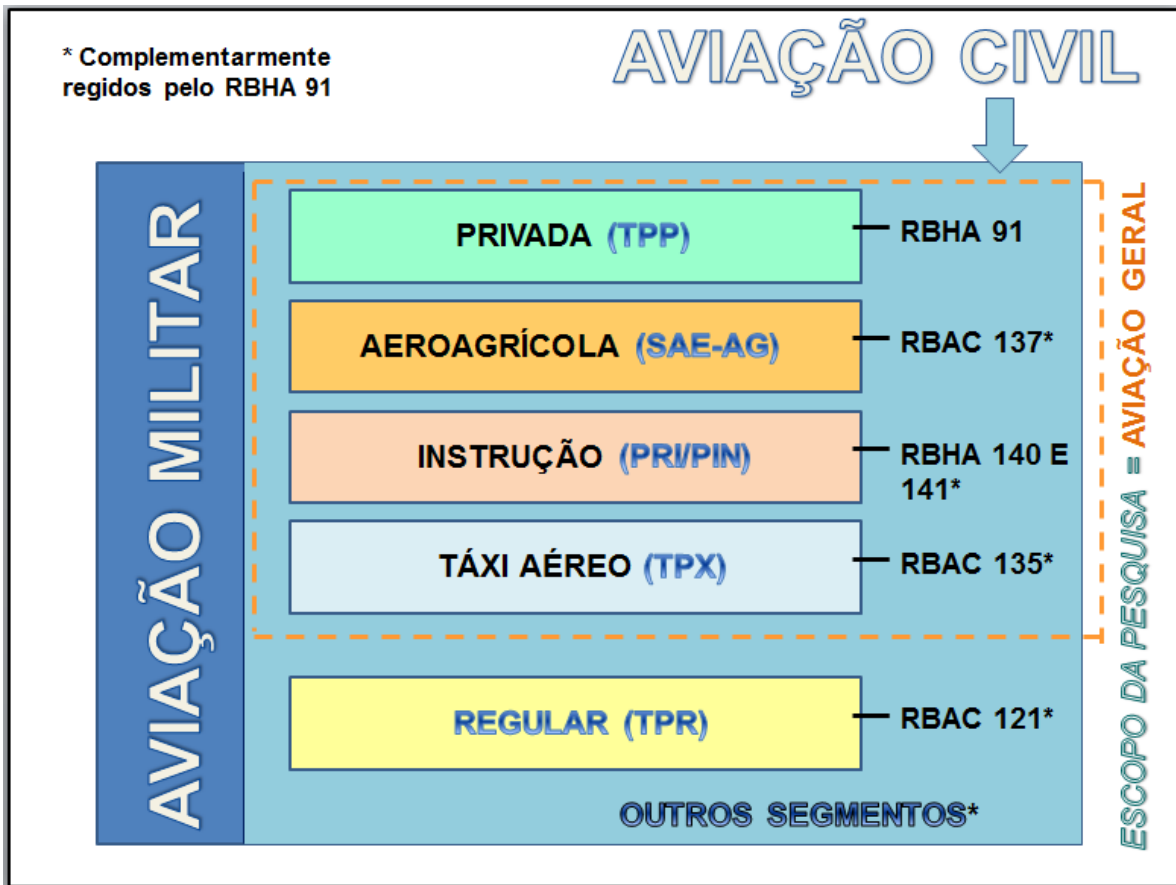 * Complementarmente
regidos pelo RBHA 91
AVIAÇÃO CIVIL
AVIAÇÃO MILITAR
PRIVADA (TPP)
RBHA 91
AEROAGRÍCOLA (SAE-AG)
RBAC 137*
INSTRUÇÃO (PRI/PIN)
RBHA 140 E
141*
TÁXI AÉREO (TPX)
RBAC 135*
REGULAR (TPR)
RBAC 121*
OUTROS SEGMENTOS*
ESCOPO DA PESQUISA = AVIAÇÃO GERAL